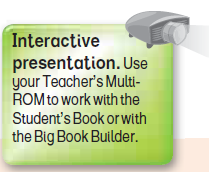 Interactive
presentation. Use
your Teacher's Multi-
ROM to work with the
Student's Book or with
the Big Book Builder.